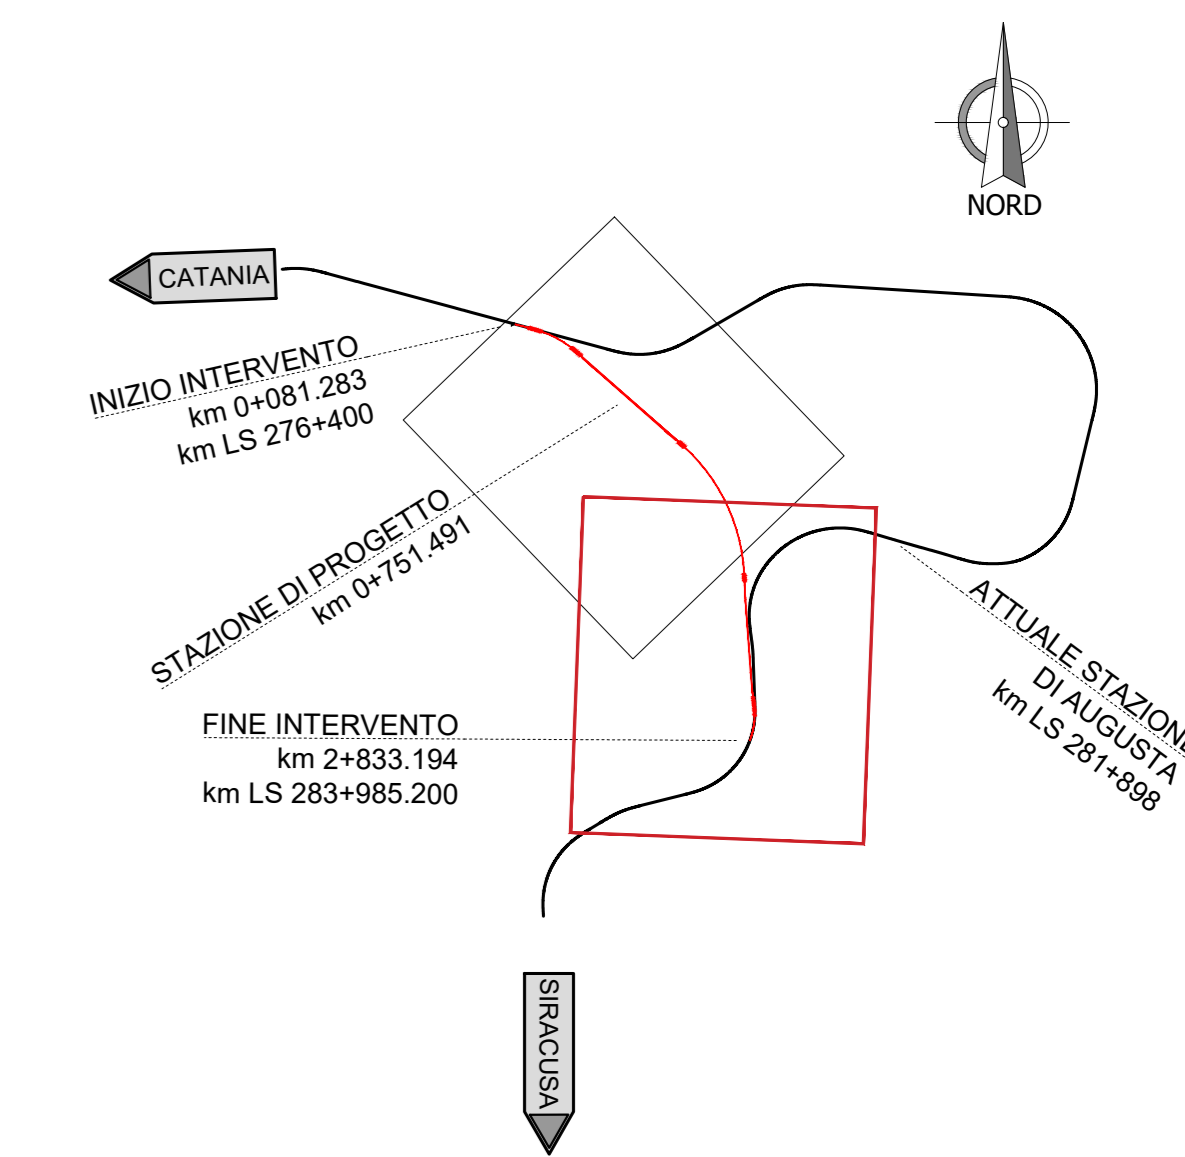 NORD
CATANIA
INIZIO INTERVENTO
km 0+081.283
km LS 276+400
STAZIONE DI PROGETTO
km 0+751.491
FINE INTERVENTO
km 2+833.194
km LS 283+985.200
ATTUALE STAZIONE
DI AUGUSTA
km LS 281+898
SIRACUSA